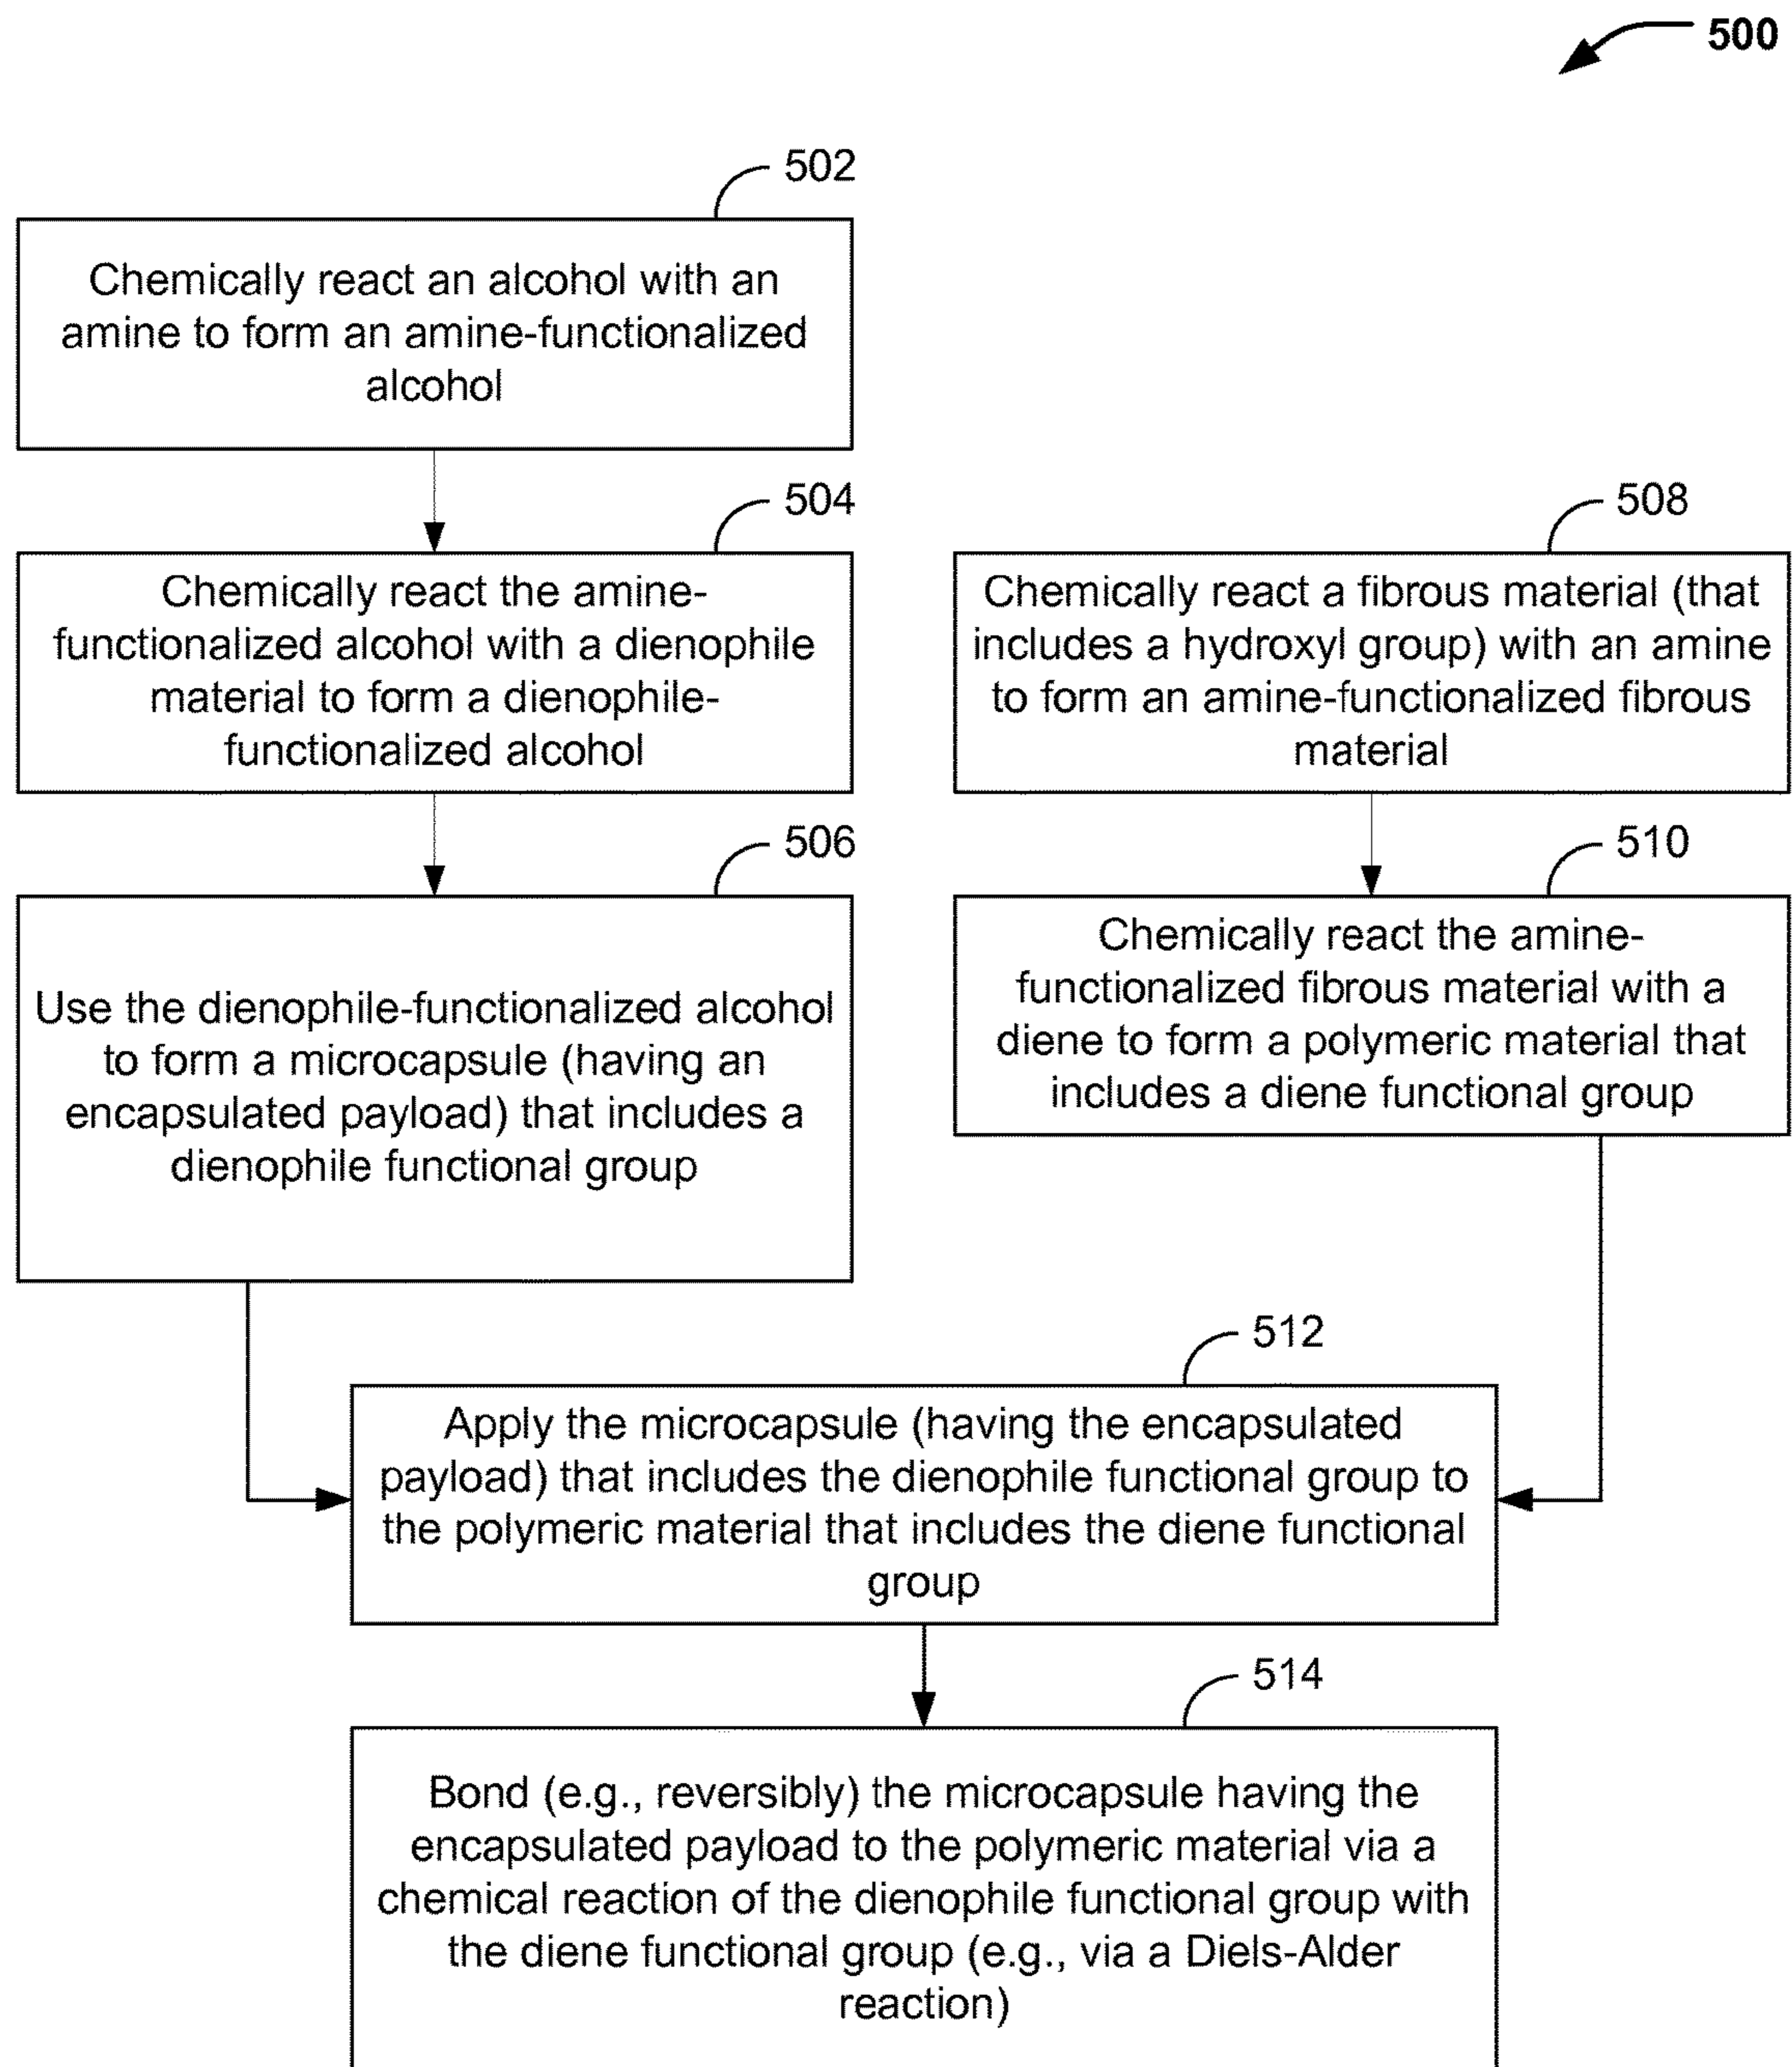 500
502
Chemically react an alcohol with an
amine to form an amine-functionalized
alcohol
504
Chemically react the amine-
functionalized alcohol with a dienophile
material to form a dienophile-
functionalized alcohol
506
Use the dienophile-functionalized alcohol
to form a microcapsule (having an
encapsulated payload) that includes a
dienophile functional group
508
Chemically react a fibrous material (that
includes a hydroxyl group) with an amine
to form an amine-functionalized fibrous
material
510
Chemically react the amine-
functionalized fibrous material with a
diene to form a polymeric material that
includes a diene functional group
512
Apply the microcapsule (having the encapsulated
payload) that includes the dienophile functional group to
the polymeric material that includes the diene functional
group
514
Bond (e.g., reversibly) the microcapsule having the
encapsulated payload to the polymeric material via a
chemical reaction of the dienophile functional group with
the diene functional group (e.g., via a Diels-Alder
reaction)